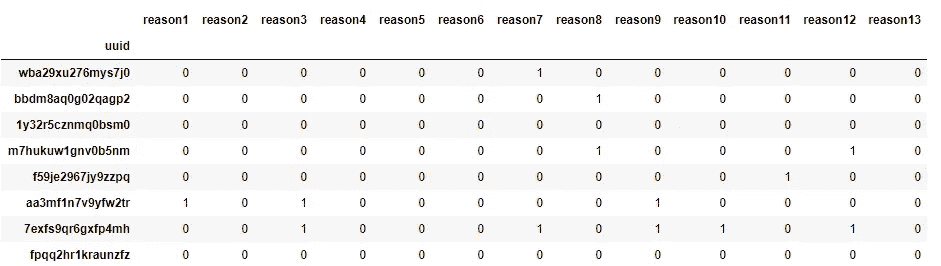 reason1 reason2 reason3 reason4 reason5 reason6 reason7 reason8 reason9 reason10 reason11 reason12 reason13
uuid
wba29xu276mys7j0 0 0 0 0 0 0 1 0 0 0 0 0 0
bbdm8aq0g02qagp2 0 0 0 0 0 0 0 1 0 0 0 0 0
1y32r5cznmq0bsm0 0 0 0 0 0 0 0 0 0 0 0 0 0
m7hukuw1gnv0b5nm 0 0 0 0 0 0 0 1 0 0 0 1 0
f59je2967jy9zzpq 0 0 0 0 0 0 0 0 0 0 1 0 0
aa3mf1n7v9yfw2tr 1 0 1 0 0 0 0 0 1 0 0 0 0
7exfs9qr6gxfp4mh 0 0 1 0 0 0 1 0 1 1 0 1 0
fpqq2hr1kraunzfz 0 0 0 0 0 0 0 0 0 0 0 0 0